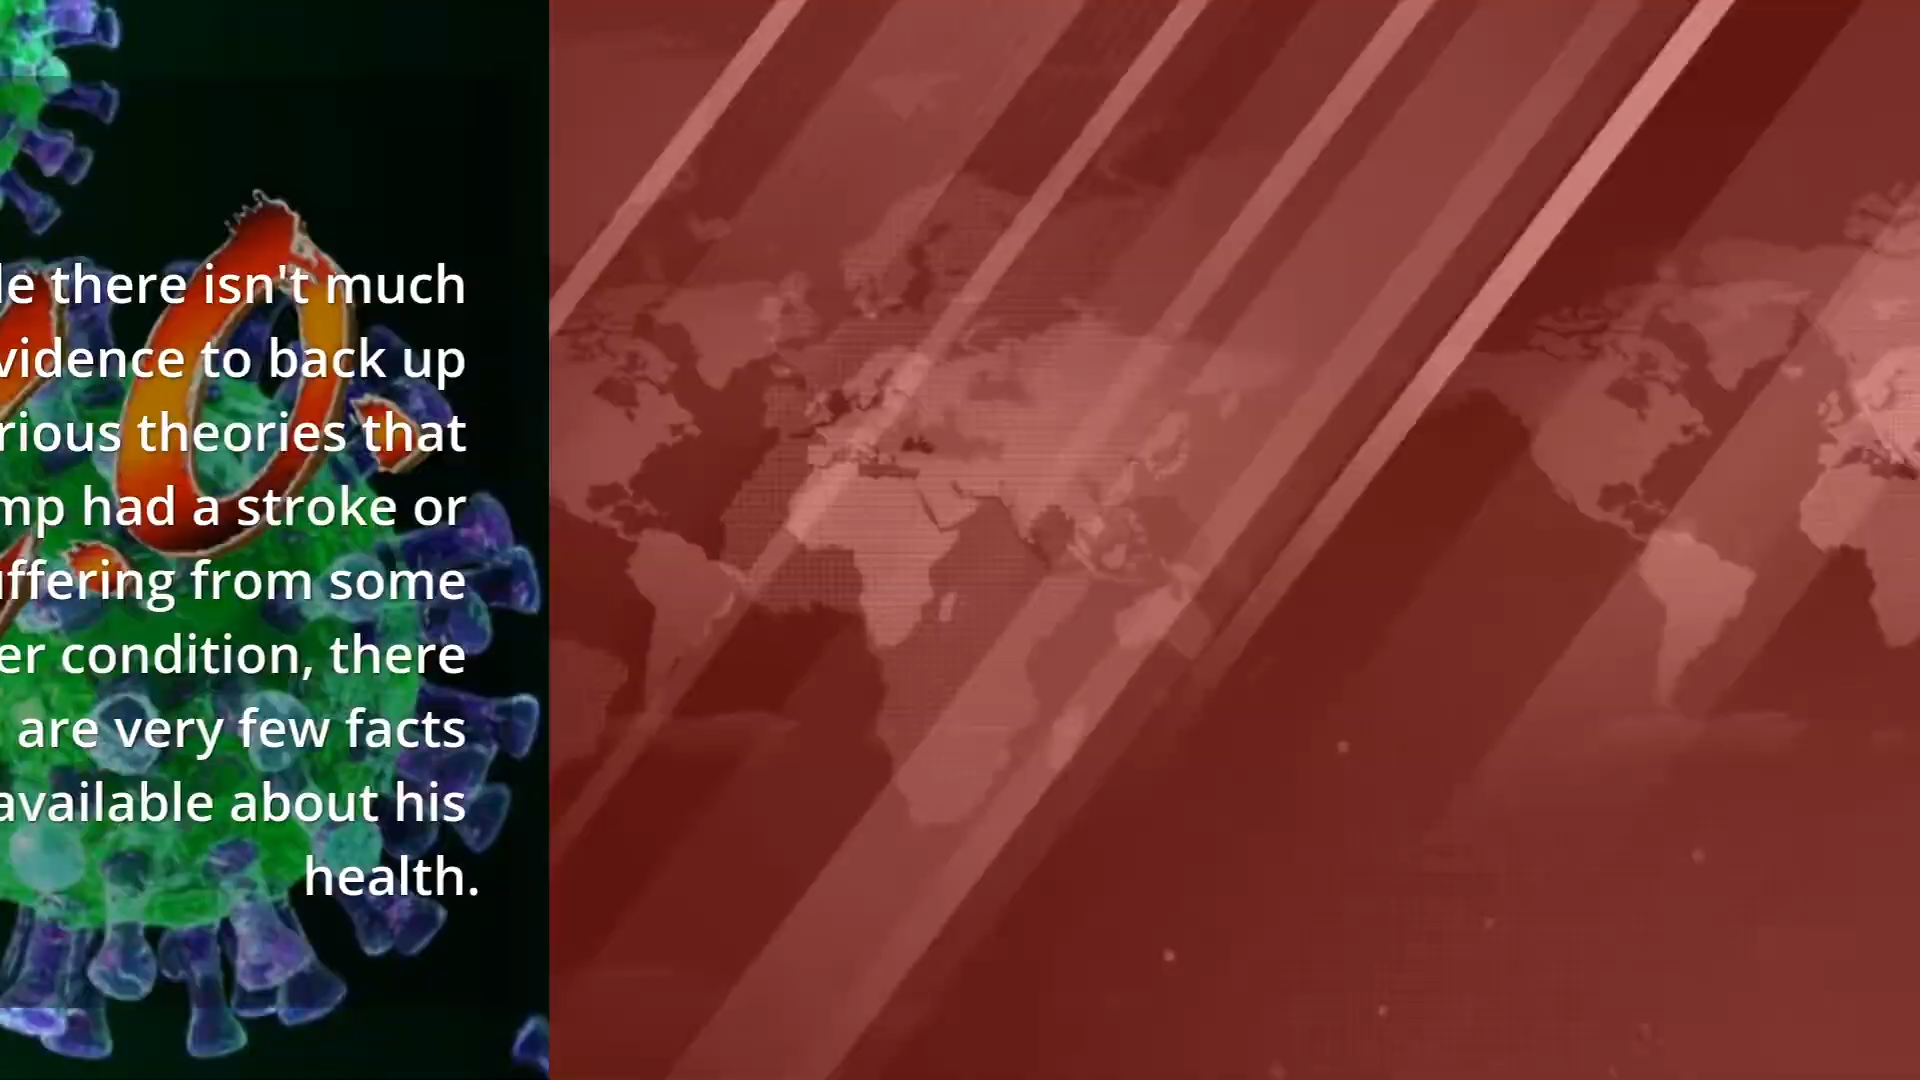 le there isn't much
vidence to back up
rious theories that
mp had a stroke or
uffering from some
er condition, there
are very few facts
available about his
health.